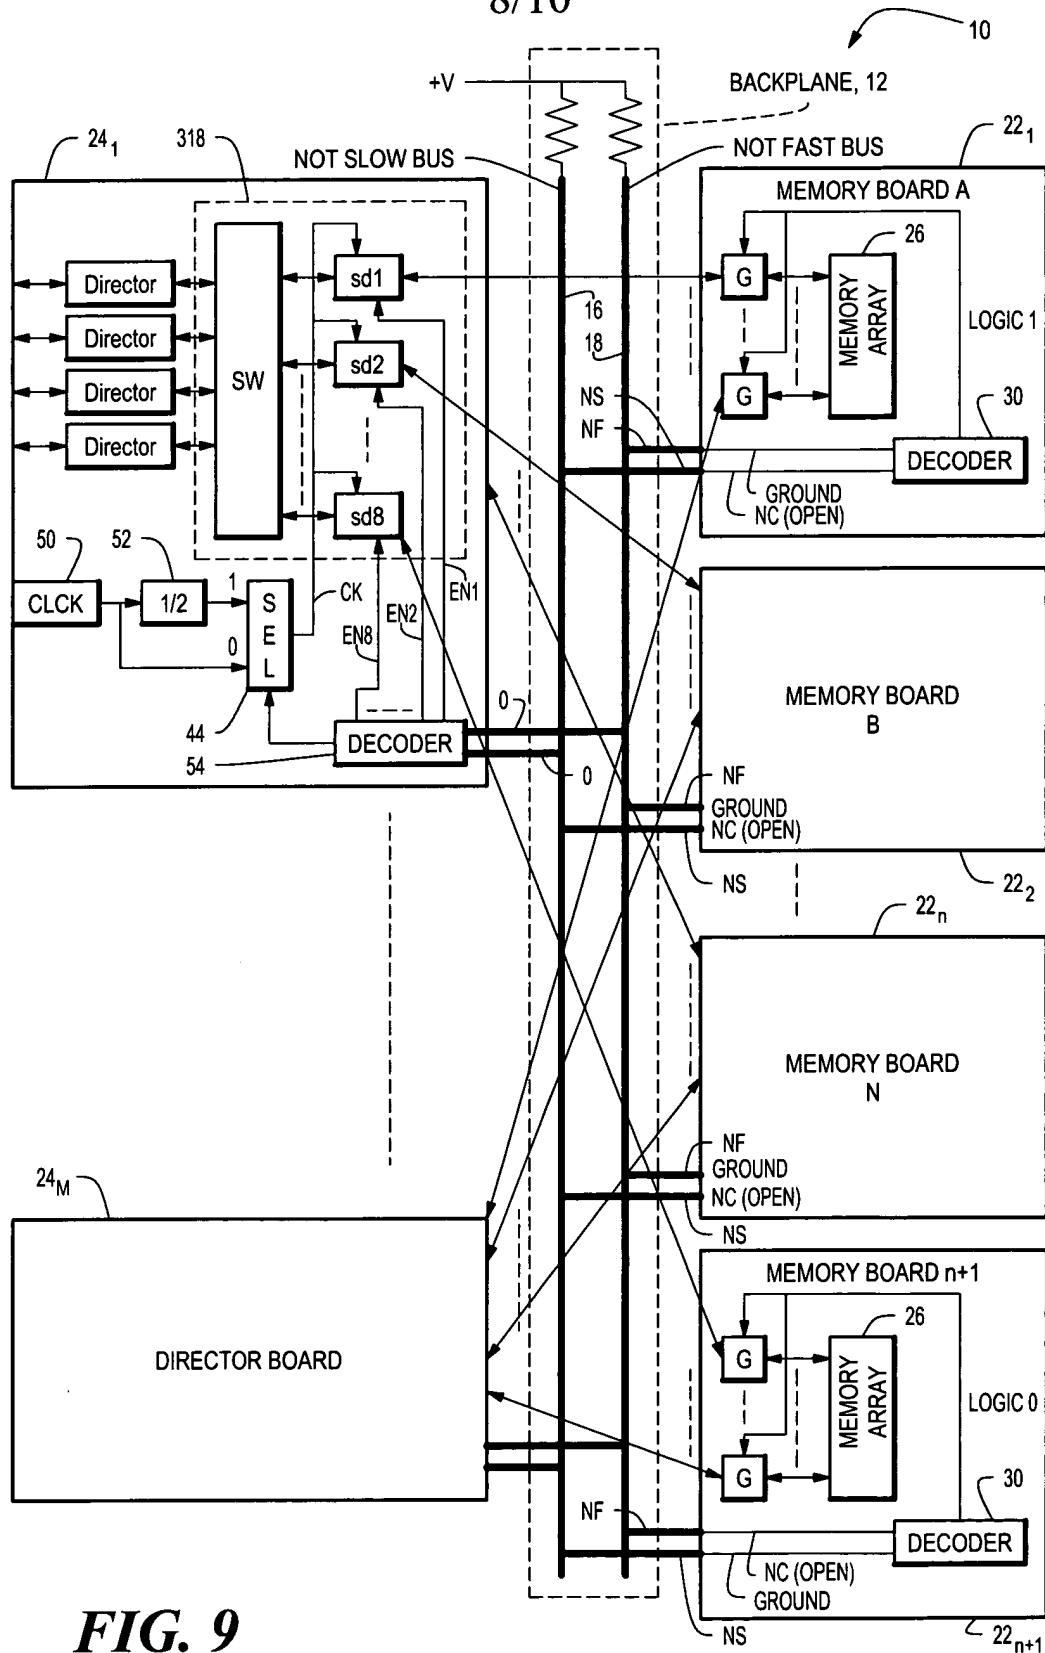 8/10
10
+V
BACKPLANE, 12
24₁
318
22₁
NOT SLOW BUS
NOT FAST BUS
MEMORY BOARD A
26
Director
Director
Director
Director
SW
sd1
sd2
sd8
16
18
G
G
MEMORY ARRAY
LOGIC 1
NS
NF
30
DECODER
GROUND
NC (OPEN)
50
52
CLCK
1/2
1
0
SEL
CK
EN8
EN2
EN1
44
54
DECODER
0
0
MEMORY BOARD
B
NF
GROUND
NC (OPEN)
NS
22₂
22ₙ
MEMORY BOARD
N
NF
GROUND
NC (OPEN)
NS
24M
DIRECTOR BOARD
MEMORY BOARD n+1
26
G
G
MEMORY ARRAY
LOGIC 0
30
NF
DECODER
NC (OPEN)
GROUND
NS
22ₙ₊₁
FIG. 9